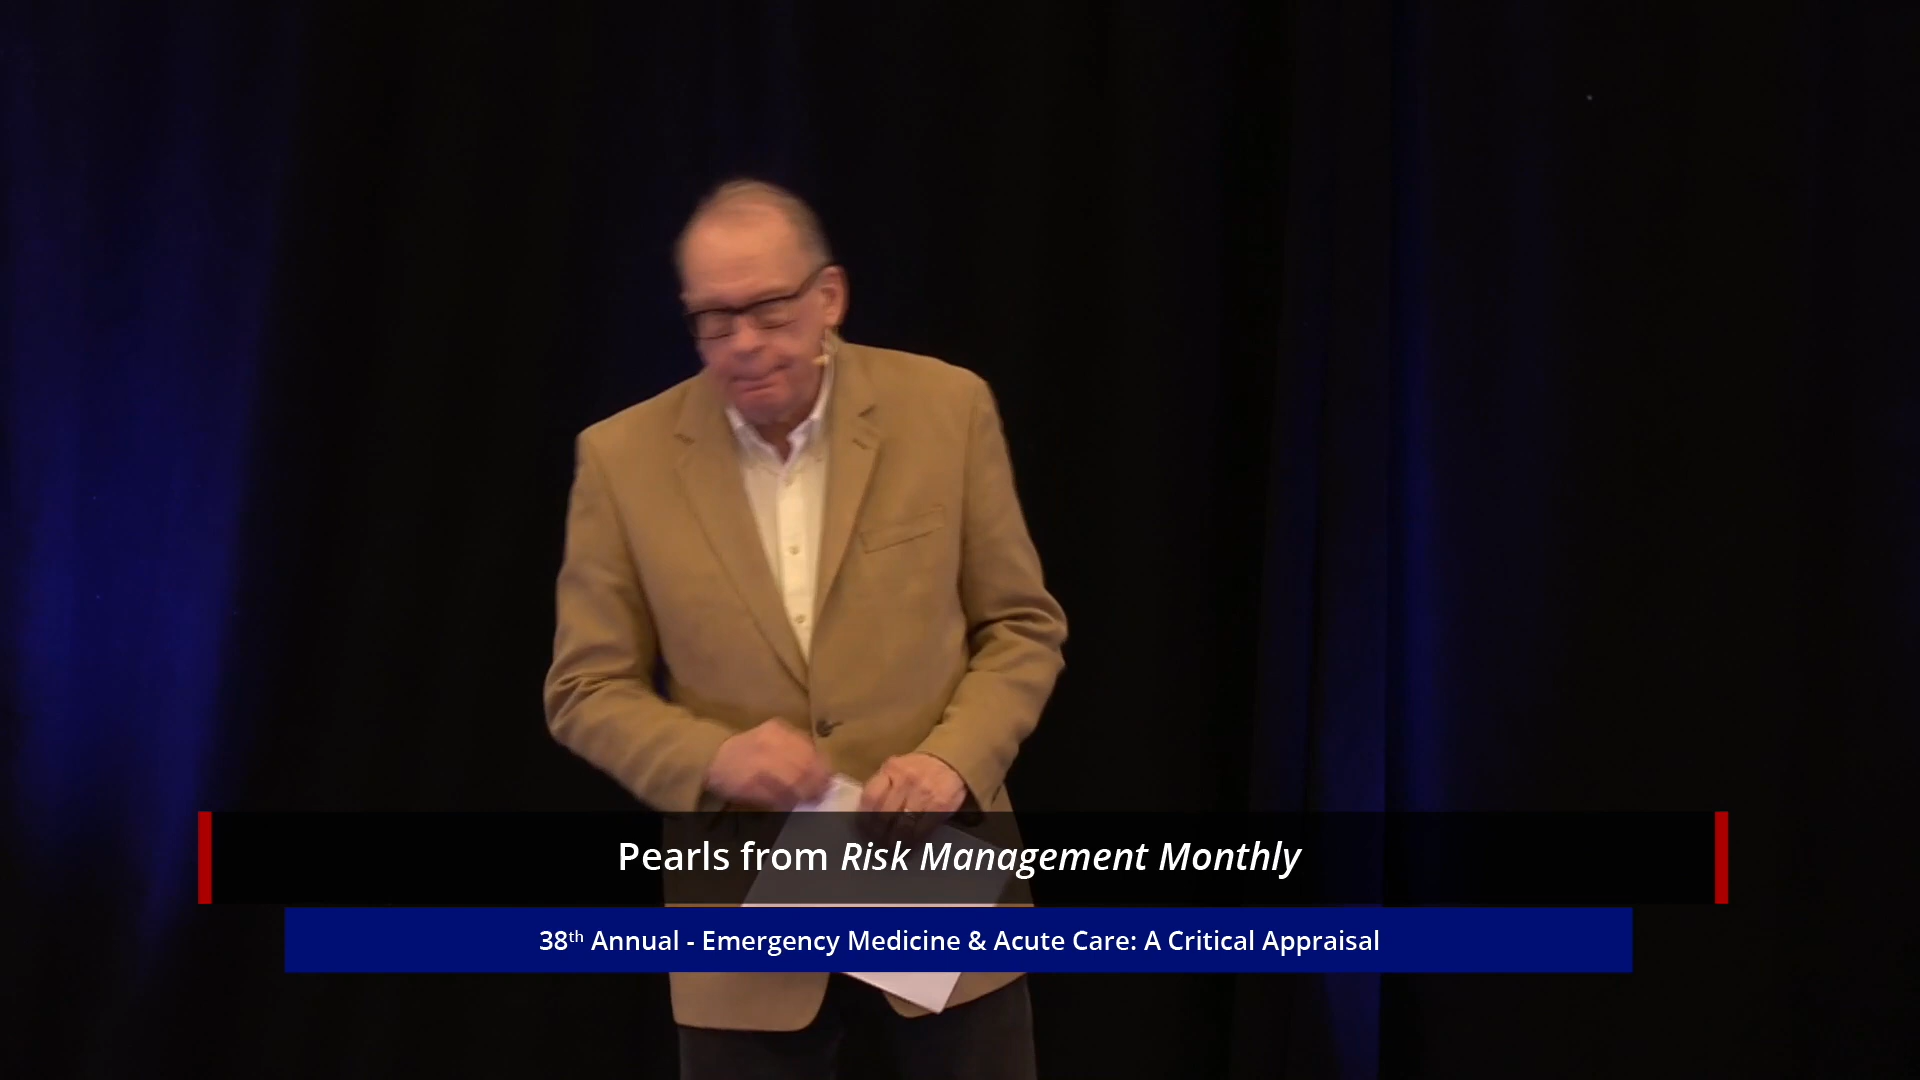 Pearls from Risk Management Monthly
38th Annual - Emergency Medicine & Acute Care: A Critical Appraisal